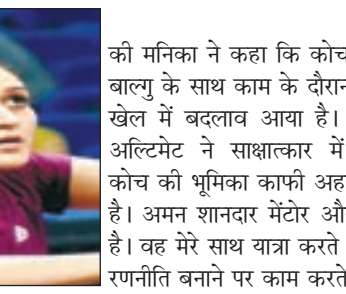 की मनिका ने कहा कि कोच
बाल्गु के साथ काम के दौरान
खेल में बदलाव आया है।
अल्टिमेट ने साक्षात्कार में
कोच की भूमिका काफी अह
है। अमन शानदार मेंटोर औ
है। वह मेरे साथ यात्रा करते
रणनीति बनाने पर काम करते